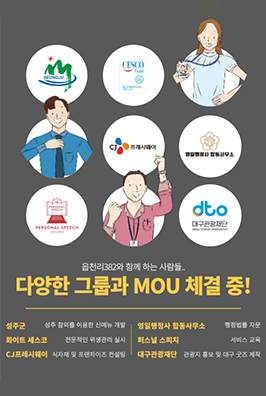 SEONGJU
CESCO
Food
CJ 프레시웨이
영일행정사 합동사무소
PERSONAL SPEECH
dto
대구관광재단
읍천리382와 함께 하는 사람들..
다양한 그룹과 MOU 체결 중!
성주군 성주 참외를 이용한 신메뉴 개발
화이트 세스코 전문적인 위생관리 실시
CJ프레시웨이 식자재 및 프랜차이즈 컨설팅
영일행정사 합동사무소 행정법률 자문
퍼스널 스피치 서비스 교육
대구관광재단 관광지 홍보 및 대구 굿즈 제작